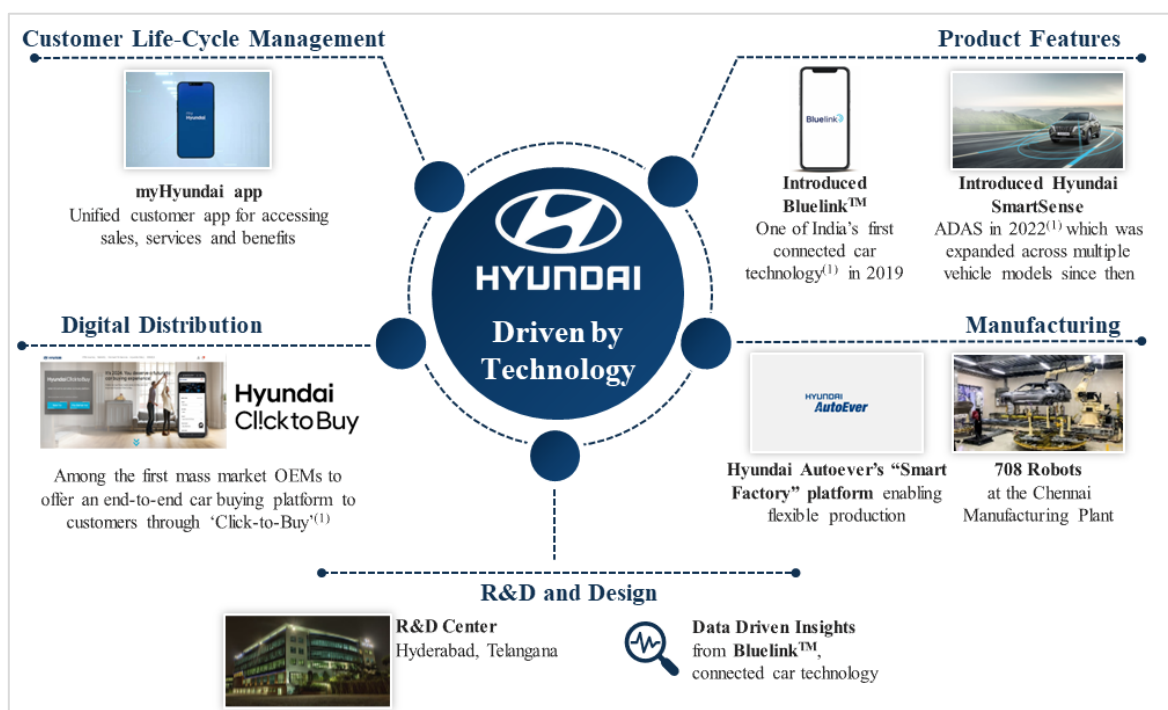 Customer Life-Cycle Management
my
Hyundai
myHyundai app
Unified customer app for accessing
sales, services and benefits
Product Features
Bluelink
Introduced
Bluelink™
One of India's first
connected car
technology(1) in 2019
Introduced Hyundai
SmartSense
ADAS in 2022(1) which was
expanded across multiple
vehicle models since then
HYUNDAI
Driven by
Technology
Digital Distribution
Hyundai
Cl!ck to Buy
Among the first mass market OEMs to
offer an end-to-end car buying platform to
customers through ‘Click-to-Buy’(1)
Manufacturing
HYUNDAI
AutoEver
Hyundai Autoever's “Smart
Factory” platform enabling
flexible production
708 Robots
at the Chennai
Manufacturing Plant
R&D and Design
R&D Center
Hyderabad, Telangana
Data Driven Insights
from Bluelink™,
connected car technology